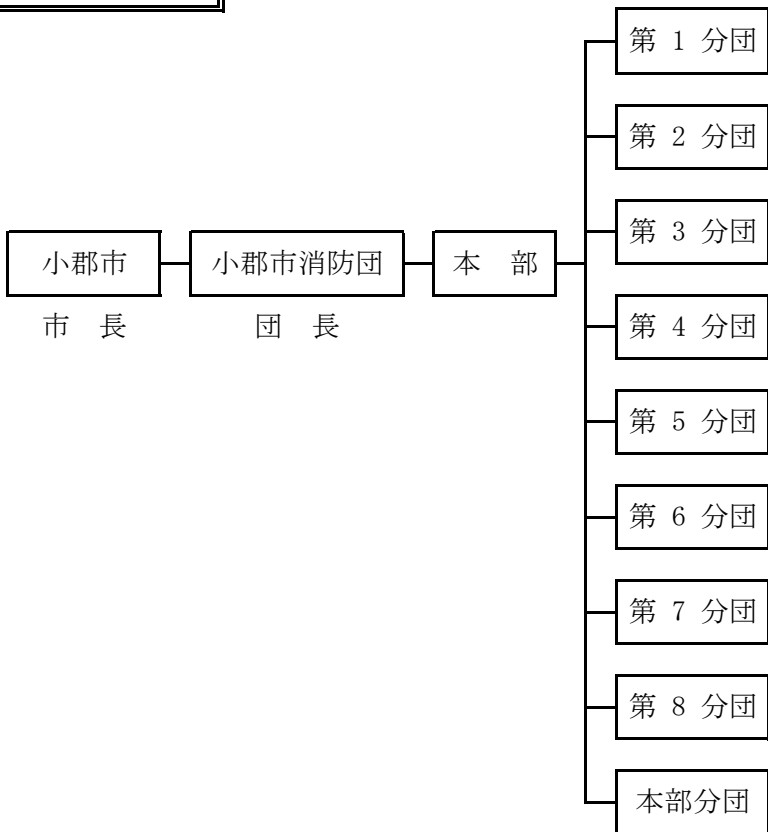 第 1 分団
第 2 分団
第 3 分団
小郡市
小郡市消防団
本 部
市 長
団 長
第 4 分団
第 5 分団
第 6 分団
第 7 分団
第 8 分団
本部分団